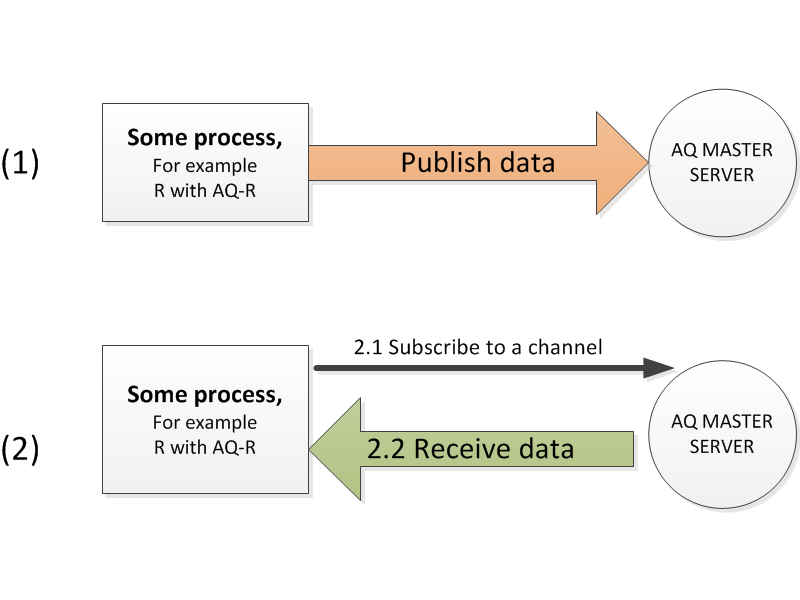 (1)
Some process,
For example
R with AQ-R
Publish data
AQ MASTER
SERVER
(2)
Some process,
For example
R with AQ-R
2.1 Subscribe to a channel
2.2 Receive data
AQ MASTER
SERVER